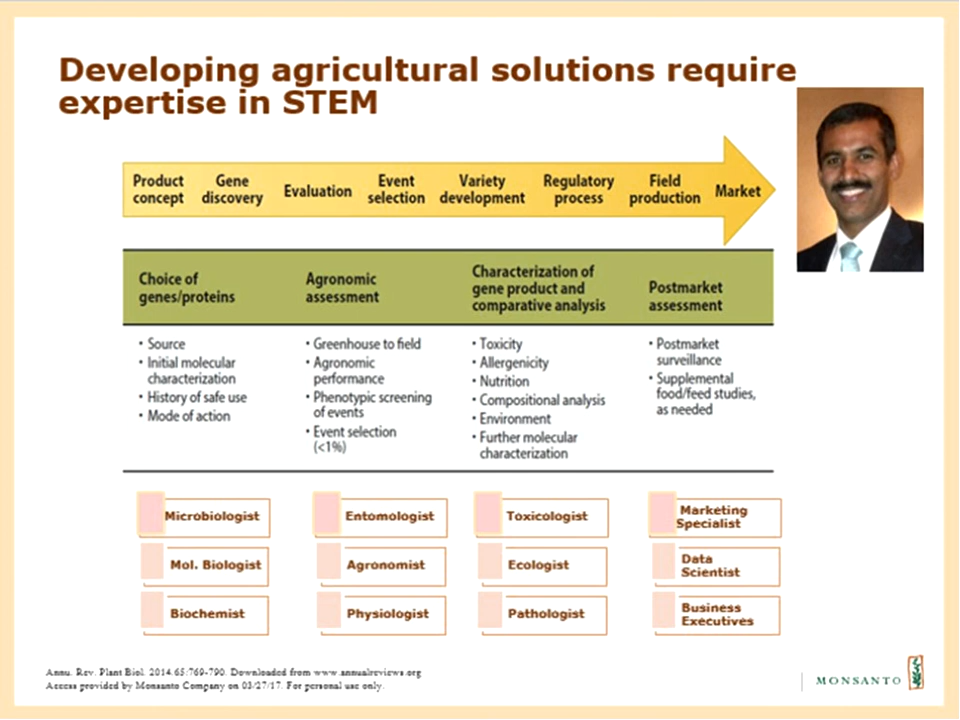 Developing agricultural solutions require
expertise in STEM
Product
concept
Gene
discovery
Evaluation
Event
selection
Variety
development
Regulatory
process
Field
production
Market
Choice of
genes/proteins
Agronomic
assessment
Characterization of
gene product and
comparative analysis
Postmarket
assessment
• Source
• Initial molecular
characterization
• History of safe use
• Mode of action
• Greenhouse to field
• Agronomic
performance
• Phenotypic screening
of events
• Event selection
(<1%)
• Toxicity
• Allergenicity
• Nutrition
• Compositional analysis
• Environment
• Further molecular
characterization
• Postmarket
surveillance
• Supplemental
food/feed studies,
as needed
Microbiologist
Entomologist
Toxicologist
Marketing
Specialist
Mol. Biologist
Agronomist
Ecologist
Data
Scientist
Biochemist
Physiologist
Pathologist
Business
Executives
Annu. Rev. Plant Biol. 2014.65:769-790. Downloaded from www.annualreviews.org
Access provided by Monsanto Company on 03/27/17. For personal use only.
MONSANTO